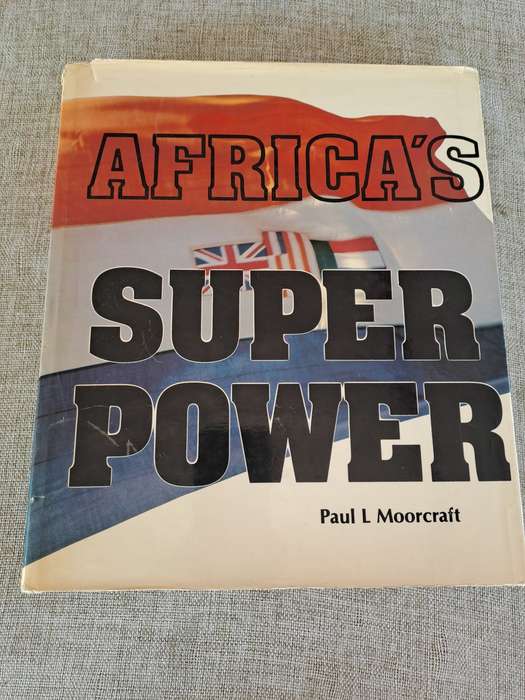 AFRICA'S
SUPER
POWER
Paul L Moorcraft